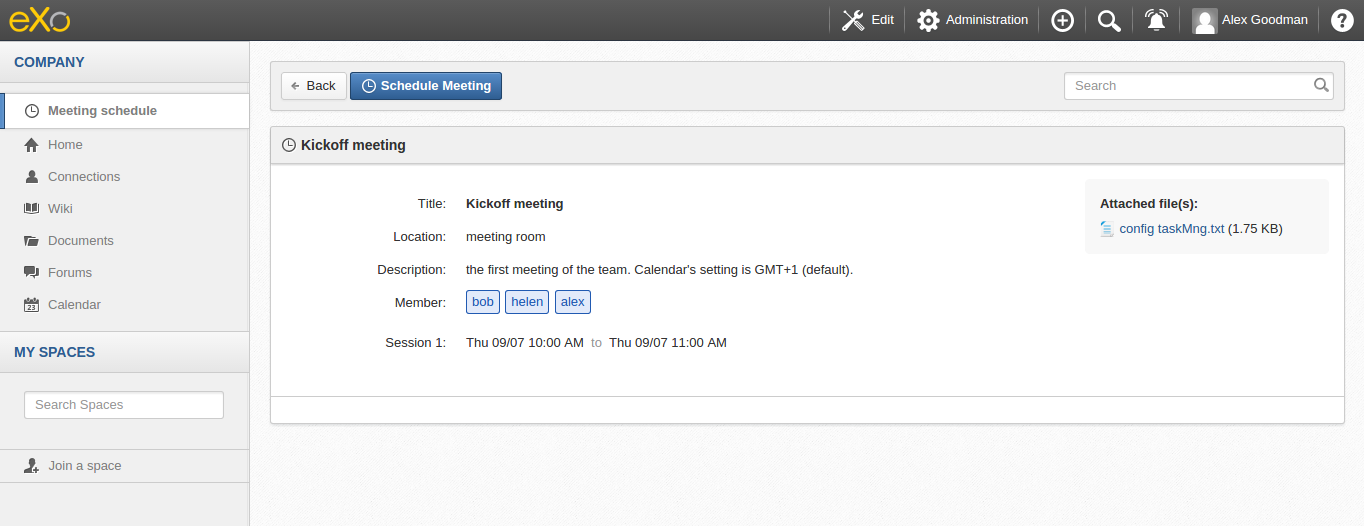 eXo
Edit
Administration
Alex Goodman
?
COMPANY
Meeting schedule
Home
Connections
Wiki
Documents
Forums
23
Calendar
MY SPACES
Search Spaces
Join a space
Back
Schedule Meeting
Search
Kickoff meeting
Title: Kickoff meeting
Location: meeting room
Description: the first meeting of the team. Calendar's setting is GMT+1 (default).
Member: bob helen alex
Session 1: Thu 09/07 10:00 AM to Thu 09/07 11:00 AM
Attached file(s):
config taskMng.txt (1.75 KB)